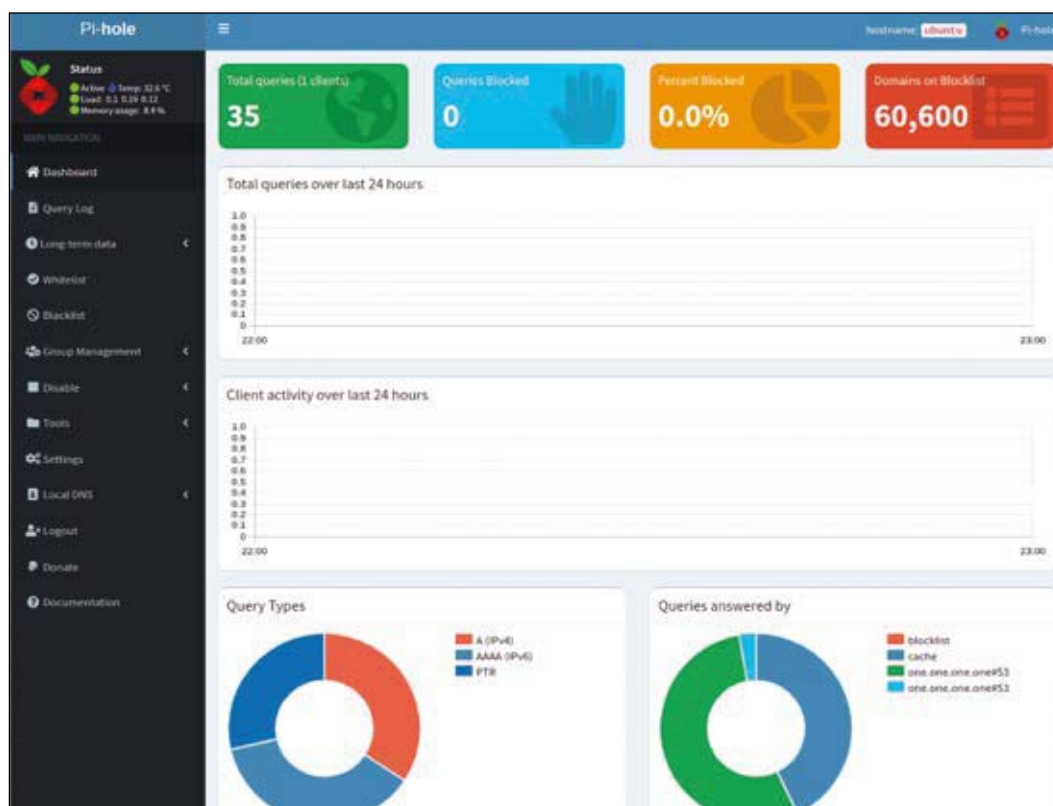 Pi-hole
hostname: ubuntu
Pi-hole
Status
Active Temp: 32.6 °C
Load: 0.1 0.19 0.12
Memory usage: 8.4 %
MAIN NAVIGATION
Dashboard
Query Log
Long-term data
Whitelist
Blacklist
Group Management
Disable
Tools
Settings
Local DNS
Logout
Donate
Documentation
Total queries (1 clients)
35
Queries Blocked
0
Percent Blocked
0.0%
Domains on Blocklist
60,600
Total queries over last 24 hours
1.0
0.9
0.8
0.7
0.6
0.5
0.4
0.3
0.2
0.1
0
22:00
23:00
Client activity over last 24 hours
1.0
0.9
0.8
0.7
0.6
0.5
0.4
0.3
0.2
0.1
0
22:00
23:00
Query Types
A (IPv4)
AAAA (IPv6)
PTR
Queries answered by
blocklist
cache
one.one.one.one#53
one.one.one.one#53